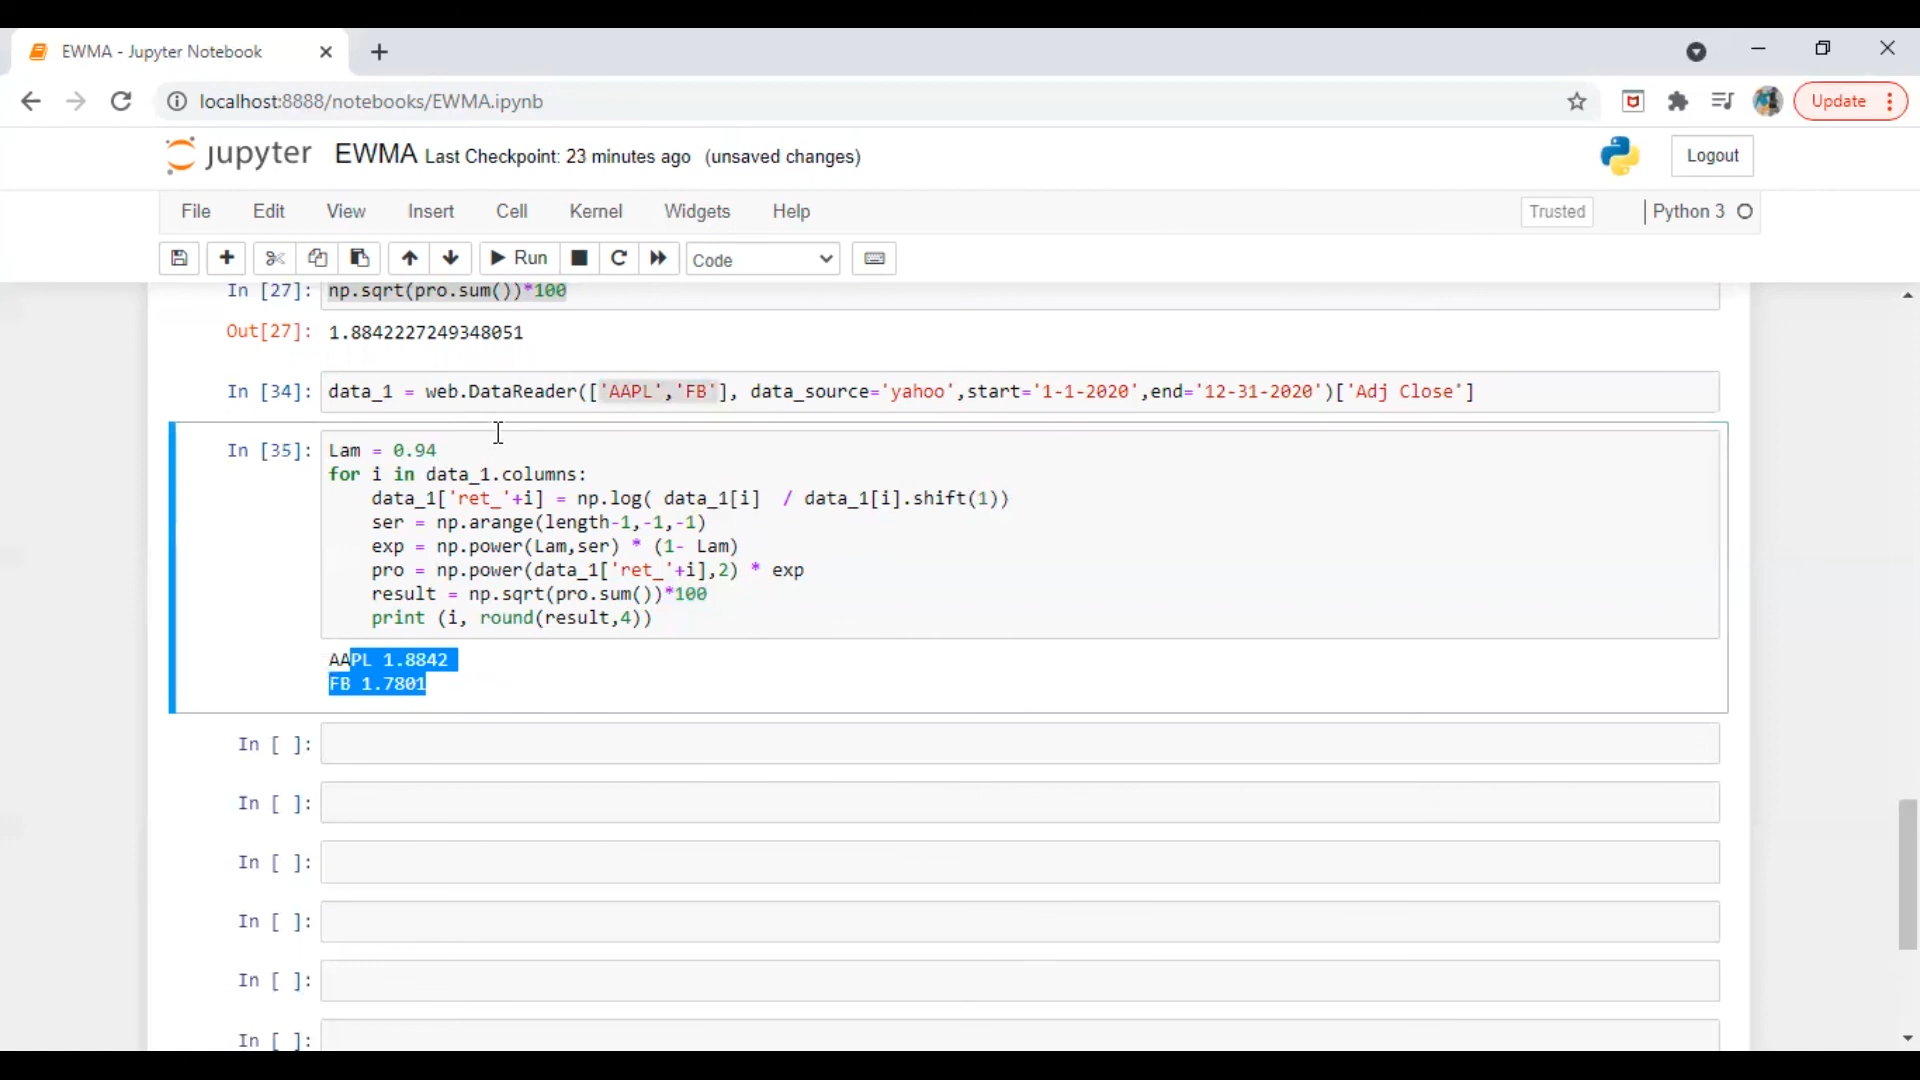 EWMA - Jupyter Notebook
localhost:8888/notebooks/EWMA.ipynb
Update
jupyter EWMA Last Checkpoint: 23 minutes ago (unsaved changes)
Logout
File Edit View Insert Cell Kernel Widgets Help
Trusted
Python 3
Run
Code
In [27]: np.sqrt(pro.sum())*100
Out[27]: 1.8842227249348051
In [34]: data_1 = web.DataReader(['AAPL','FB'], data_source='yahoo',start='1-1-2020',end='12-31-2020')['Adj Close']
In [35]: Lam = 0.94
for i in data_1.columns:
    data_1['ret_'+i] = np.log( data_1[i]  / data_1[i].shift(1))
    ser = np.arange(length-1,-1,-1)
    exp = np.power(Lam,ser) * (1- Lam)
    pro = np.power(data_1['ret_'+i],2) * exp
    result = np.sqrt(pro.sum())*100
    print (i, round(result,4))
AAPL 1.8842
FB 1.7801
In [ ]:
In [ ]:
In [ ]:
In [ ]:
In [ ]:
In [ ]: